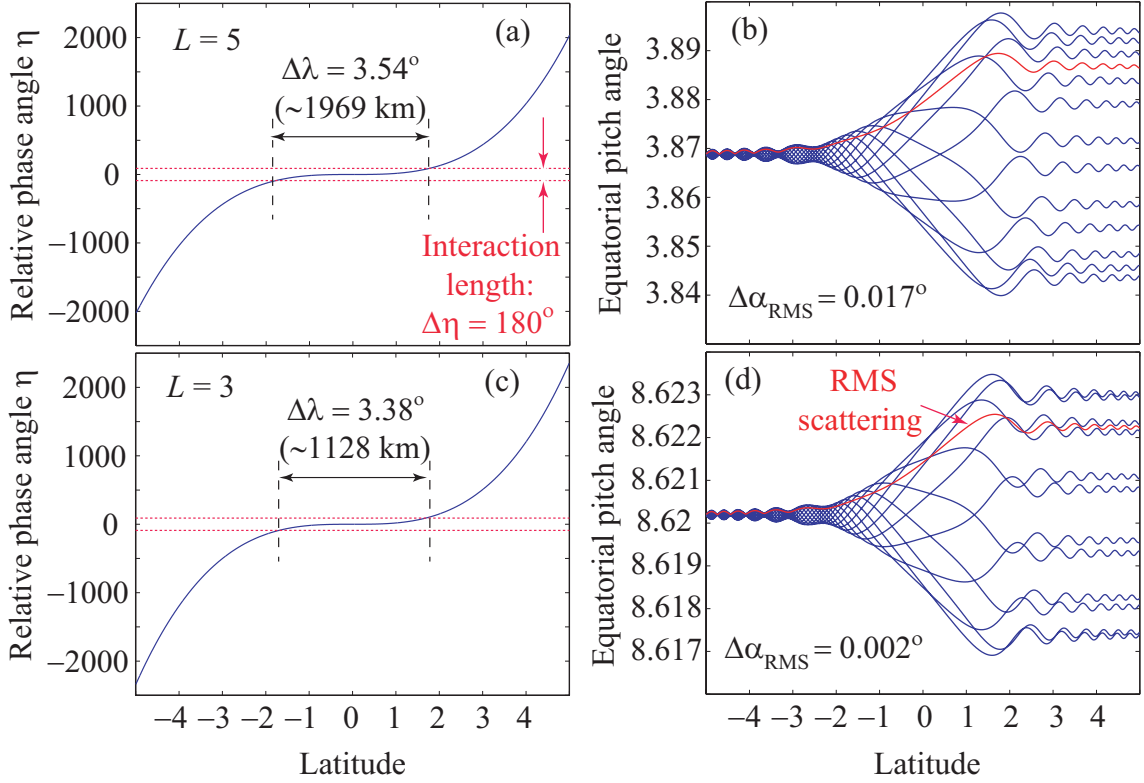 (a)
L = 5
Δλ = 3.54°
(~1969 km)
Interaction
length:
Δη = 180°
Relative phase angle η
2000
1000
0
−1000
−2000
(b)
Equatorial pitch angle
3.89
3.88
3.87
3.86
3.85
3.84
Δα RMS = 0.017°
(c)
L = 3
Δλ = 3.38°
(~1128 km)
Relative phase angle η
2000
1000
0
−1000
−2000
−4 −3 −2 −1 0 1 2 3 4
Latitude
(d)
RMS
scattering
Equatorial pitch angle
8.623
8.622
8.621
8.62
8.619
8.618
8.617
Δα RMS = 0.002°
−4 −3 −2 −1 0 1 2 3 4
Latitude